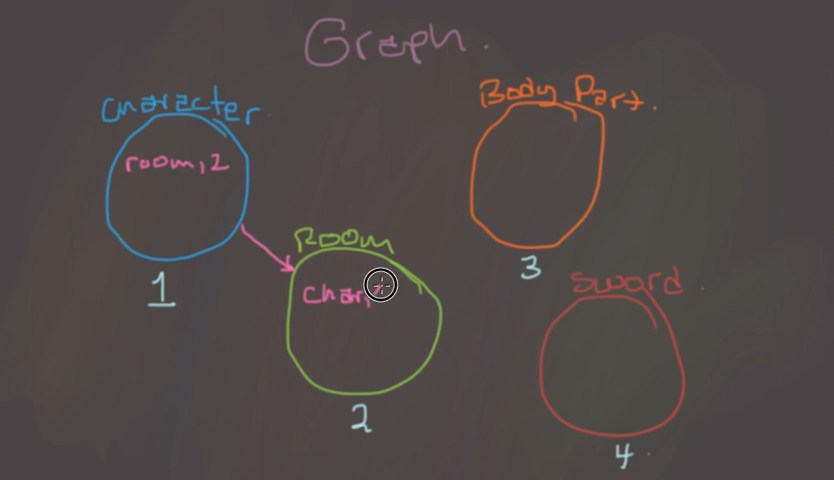 Graph.
Character.
room,2
1
Room
char,
2
Body Part.
3
Sword.
4.